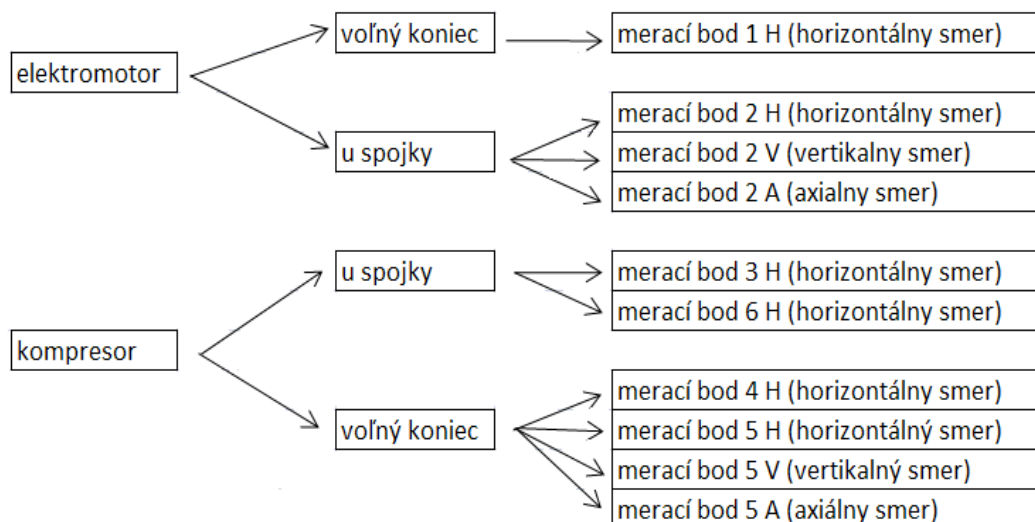 elektromotor
voľný koniec
merací bod 1 H (horizontálny smer)
u spojky
merací bod 2 H (horizontálny smer)
merací bod 2 V (vertikalny smer)
merací bod 2 A (axialny smer)
kompresor
u spojky
merací bod 3 H (horizontálny smer)
merací bod 6 H (horizontálny smer)
voľný koniec
merací bod 4 H (horizontálny smer)
merací bod 5 H (horizontálný smer)
merací bod 5 V (vertikalný smer)
merací bod 5 A (axiálny smer)